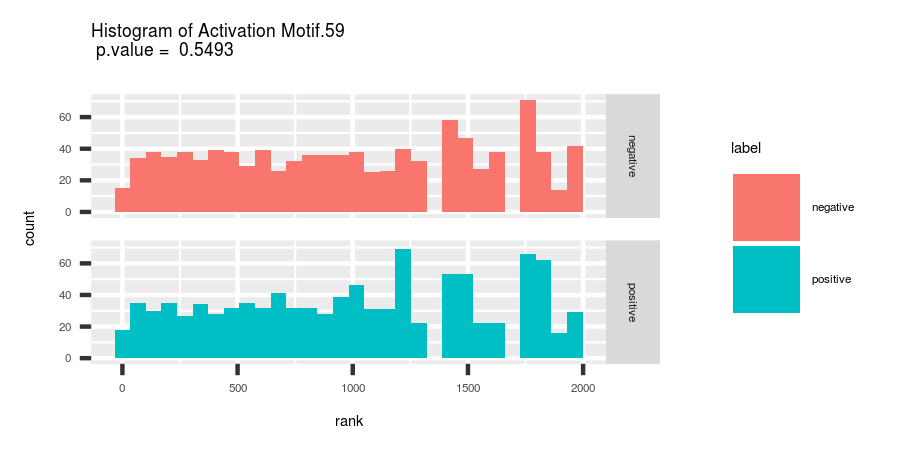 Histogram of Activation Motif.59
p.value =  0.5493
count
60
40
20
0
negative
60
40
20
0
positive
0 500 1000 1500 2000
rank
label
negative
positive